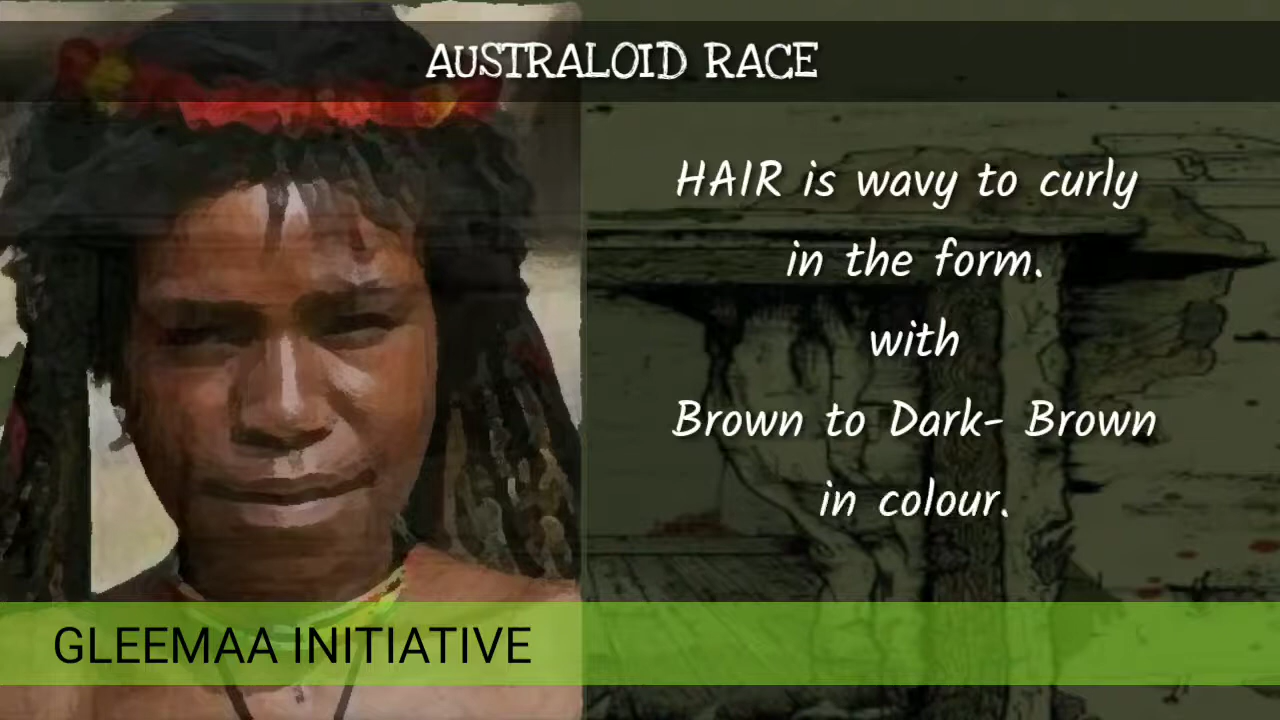 AUSTRALOID RACE
HAIR is wavy to curly
in the form.
with
Brown to Dark- Brown
in colour.
GLEEMAA INITIATIVE